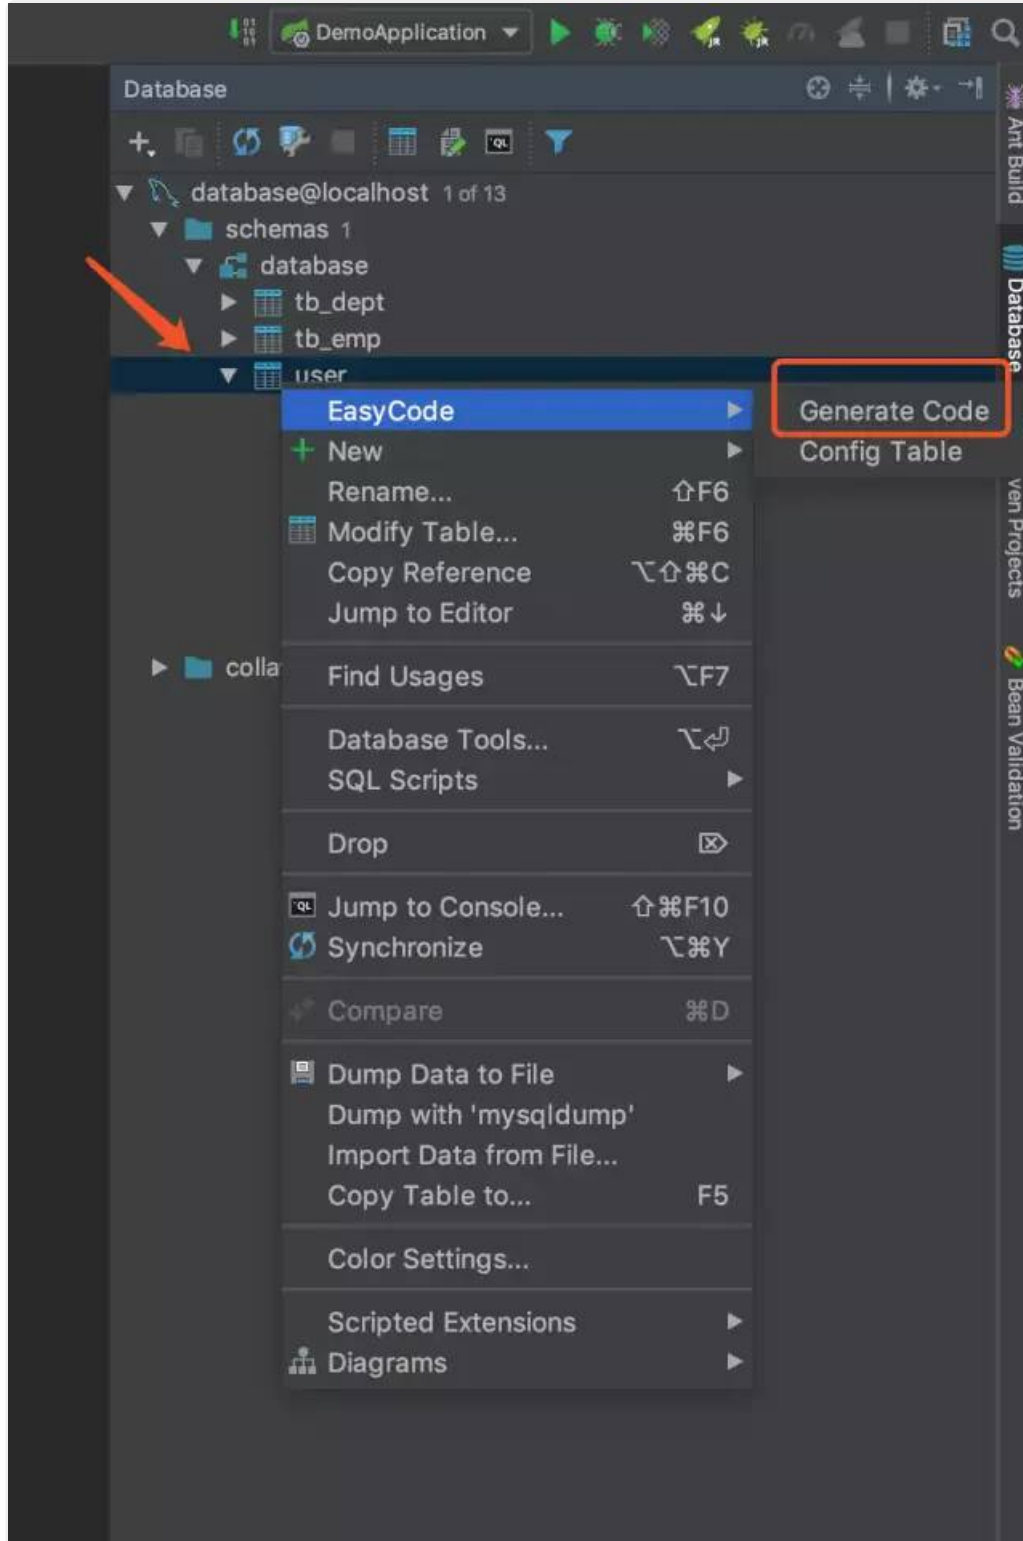 DemoApplication
Database
database@localhost 1 of 13
schemas 1
database
tb_dept
tb_emp
user
EasyCode
Generate Code
Config Table
New
Rename... ⇧F6
Modify Table... ⌘F6
Copy Reference ⌥⇧⌘C
Jump to Editor ⌘↓
Find Usages ⌥F7
colla
Database Tools... ⌥⏎
SQL Scripts
Drop ⌦
Jump to Console... ⇧⌘F10
Synchronize ⌥⌘Y
Compare ⌘D
Dump Data to File
Dump with 'mysqldump'
Import Data from File...
Copy Table to... F5
Color Settings...
Scripted Extensions
Diagrams
Ant Build
Database
ven Projects
Bean Validation